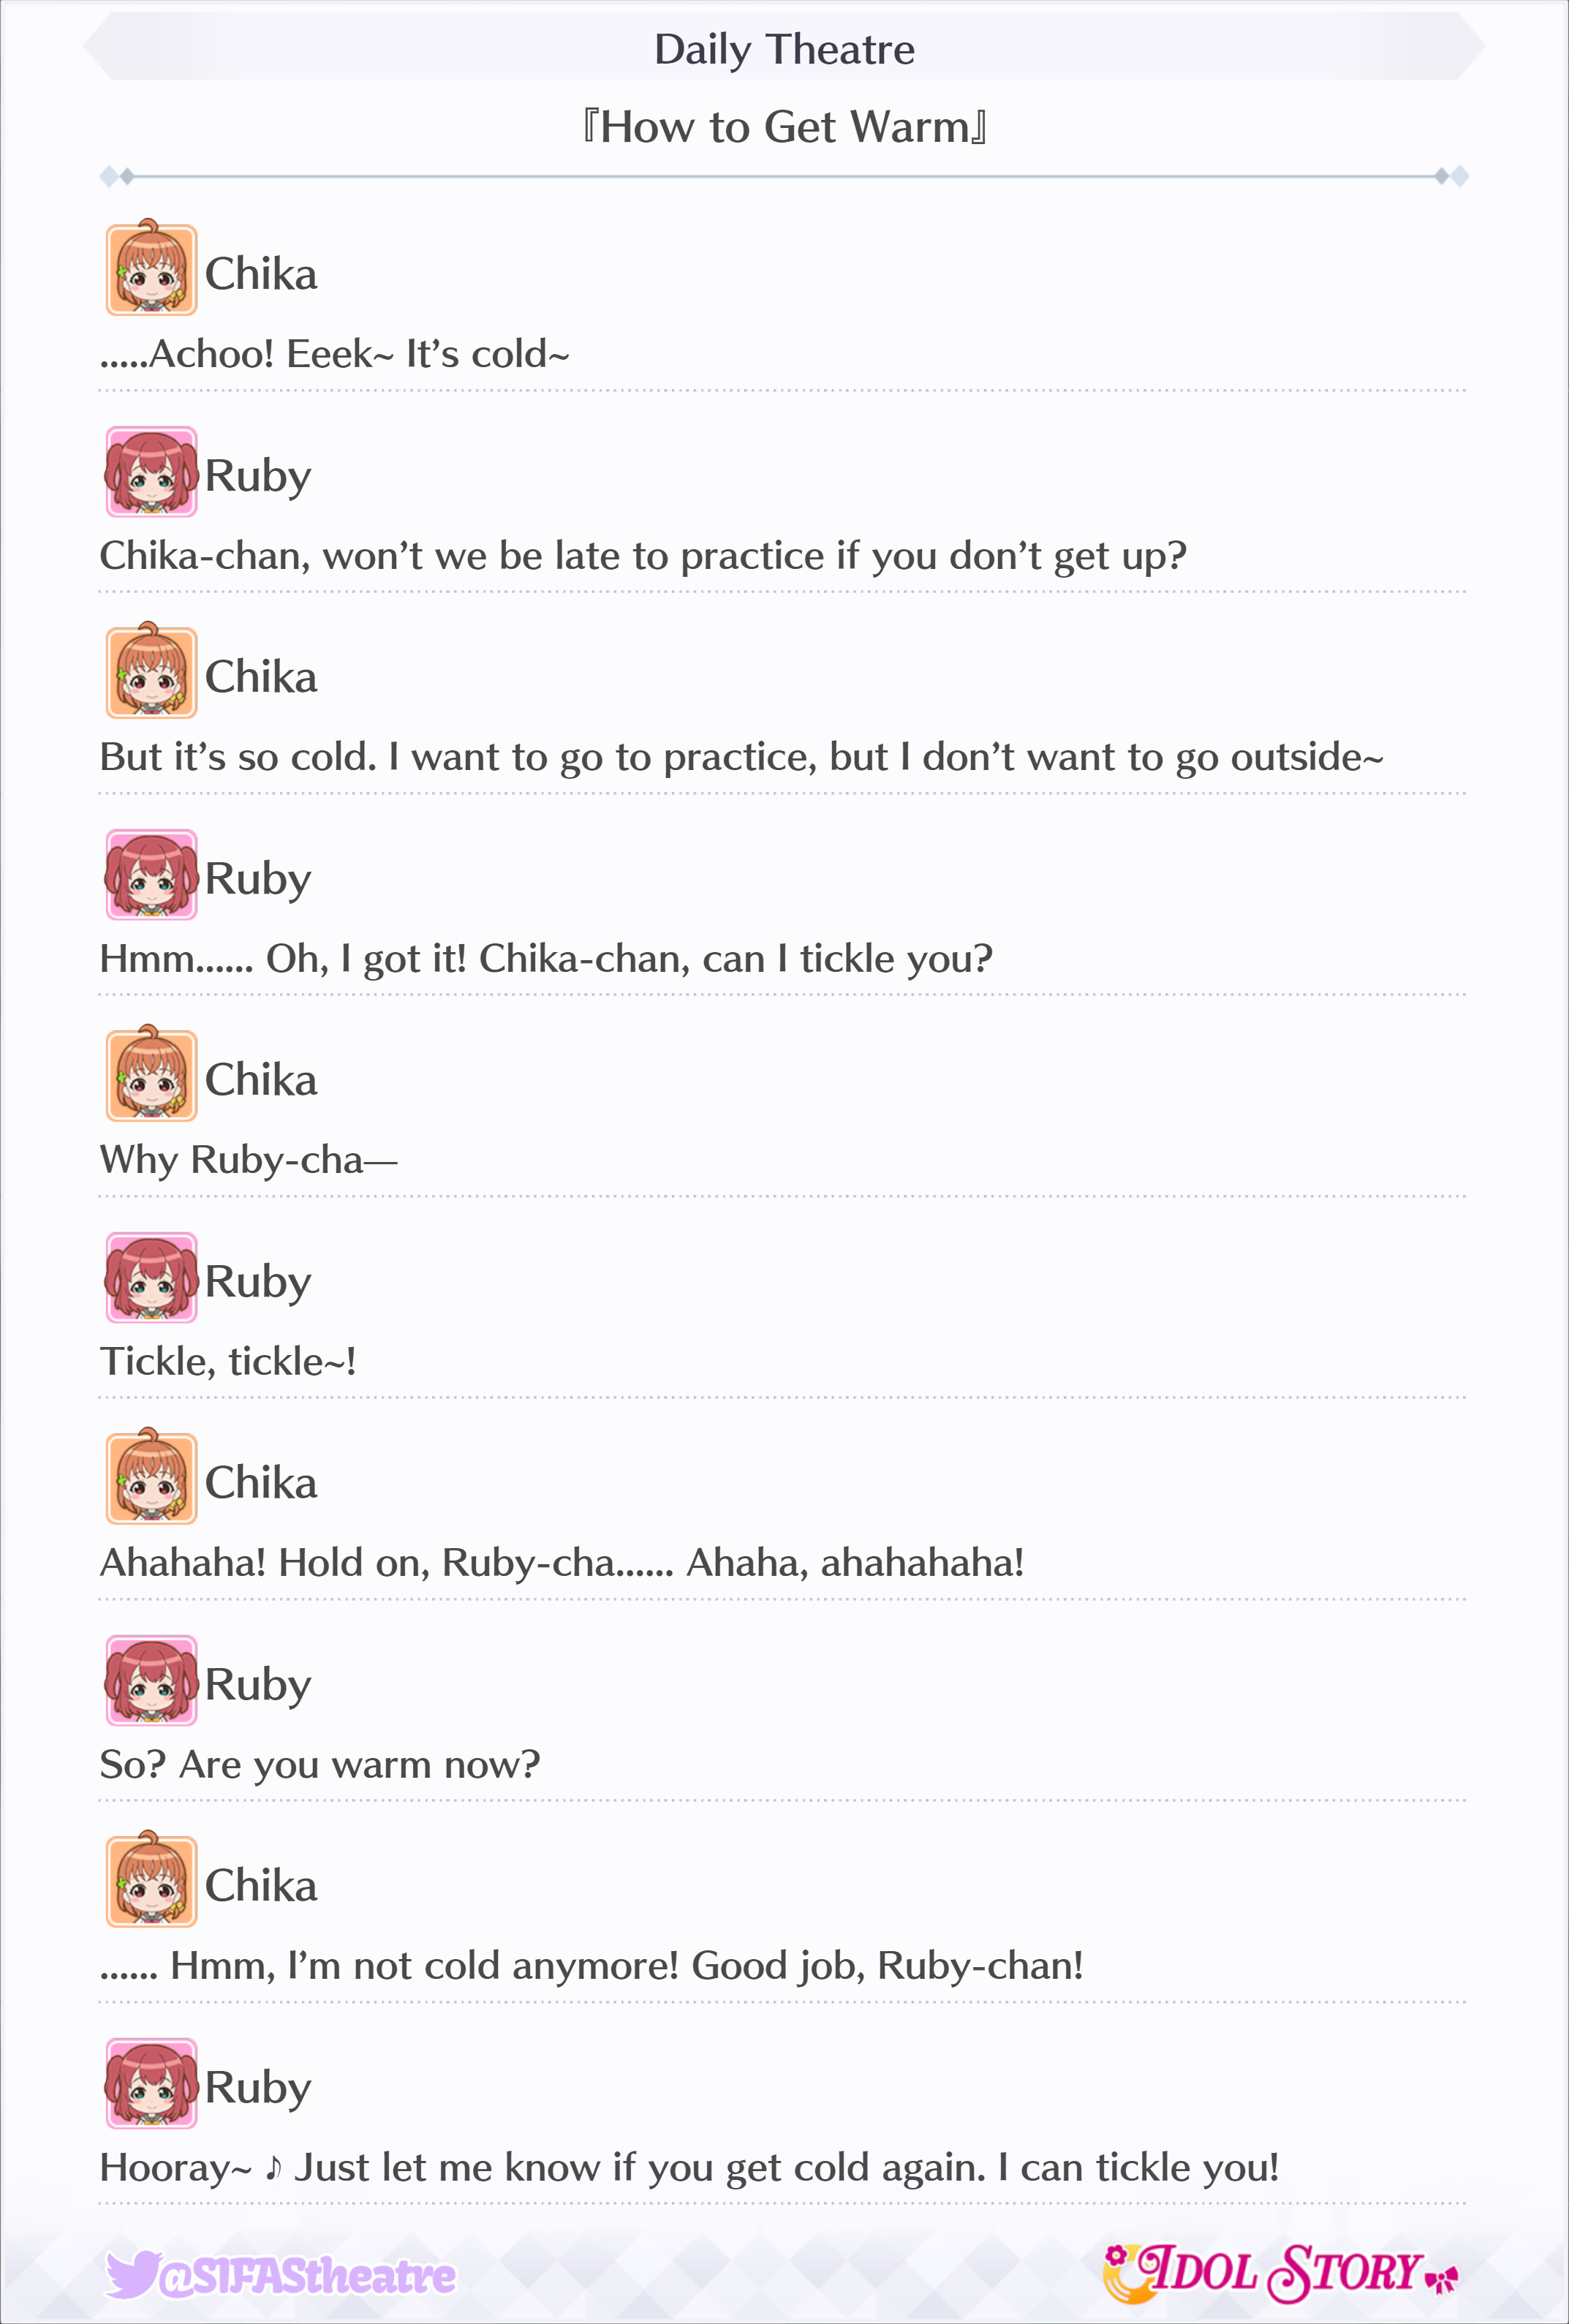 Daily Theatre
『How to Get Warm』
Chika
.....Achoo! Eeek~ It’s cold~
Ruby
Chika-chan, won’t we be late to practice if you don’t get up?
Chika
But it’s so cold. I want to go to practice, but I don’t want to go outside~
Ruby
Hmm...... Oh, I got it! Chika-chan, can I tickle you?
Chika
Why Ruby-cha—
Ruby
Tickle, tickle~!
Chika
Ahahaha! Hold on, Ruby-cha...... Ahaha, ahahahaha!
Ruby
So? Are you warm now?
Chika
...... Hmm, I’m not cold anymore! Good job, Ruby-chan!
Ruby
Hooray~ ♪ Just let me know if you get cold again. I can tickle you!
@SIFAStheatre
IDOL STORY